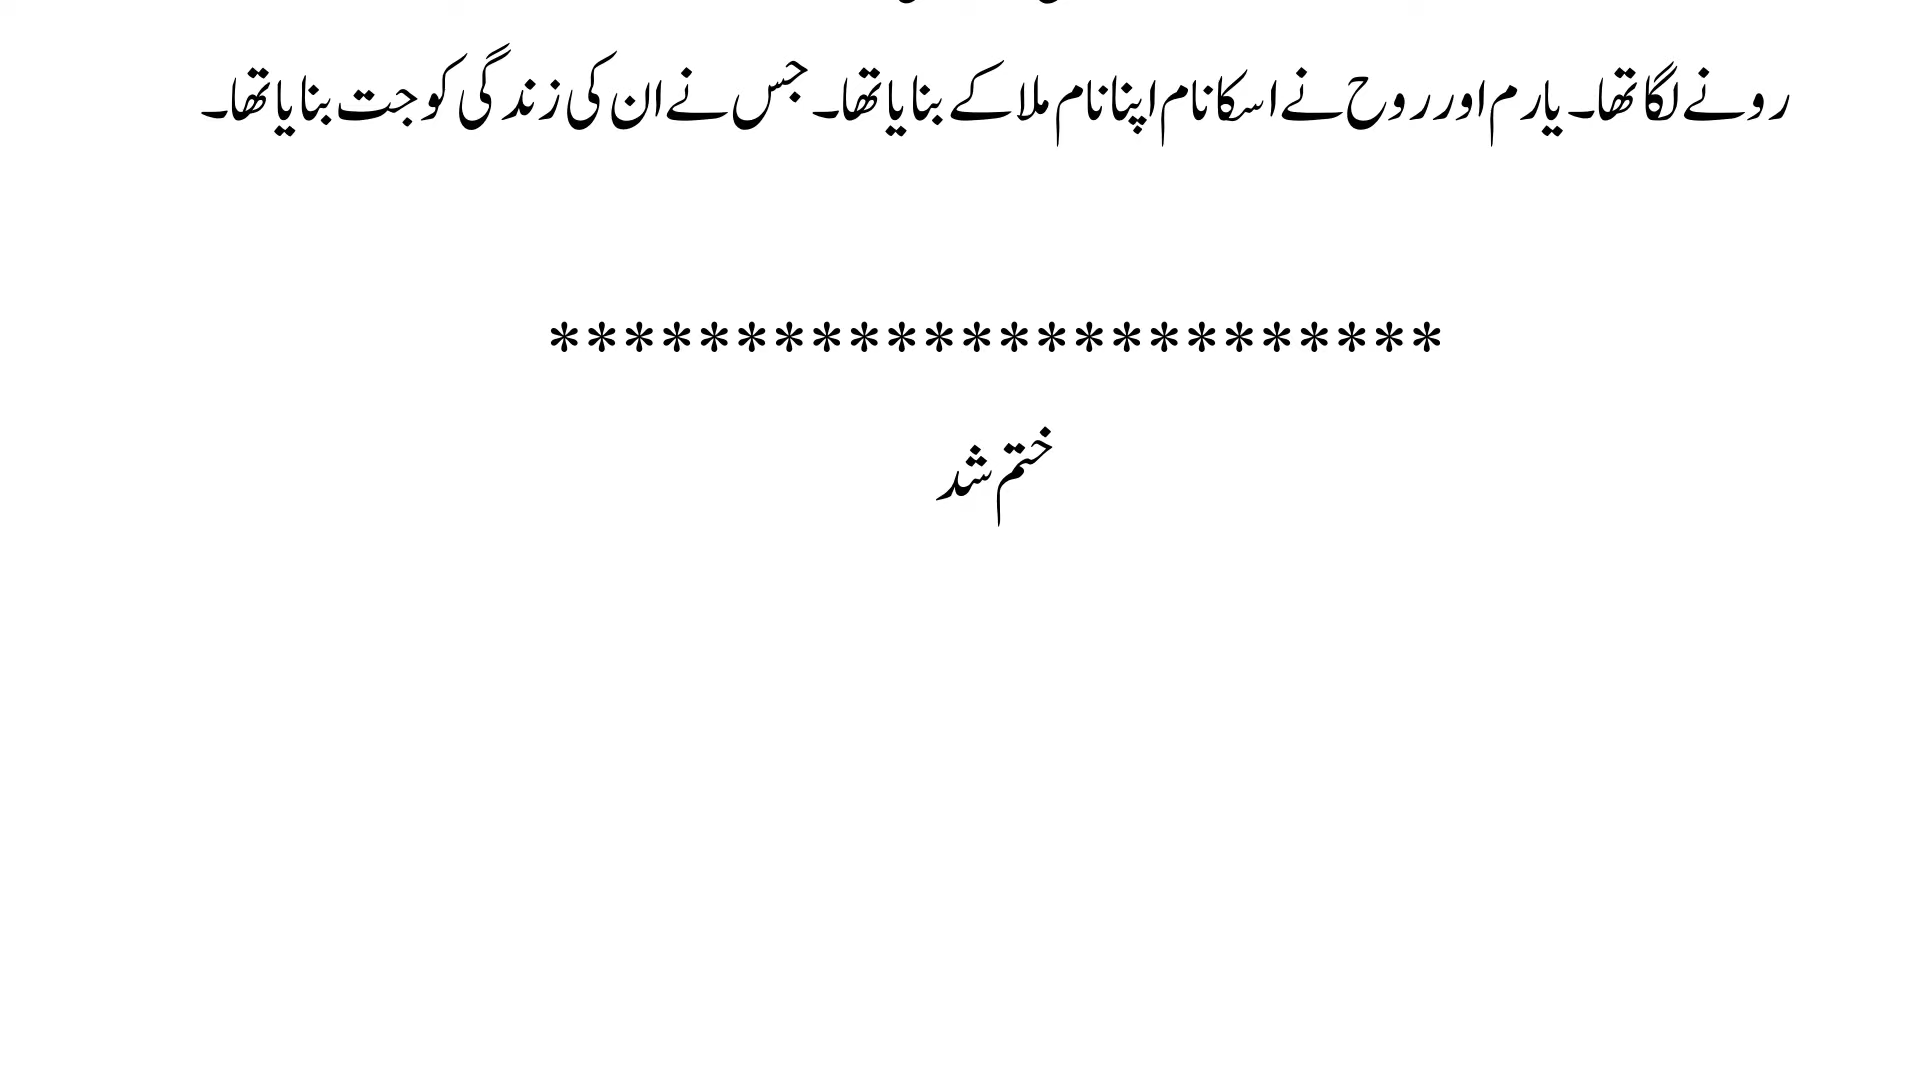 رونے لگا تھا۔ یارم اور روح نے اسکا نام اپنا نام ملا کے بنایا تھا۔ جس نے ان کی زندگی کو جت بنایا تھا۔
************************
ختم شد